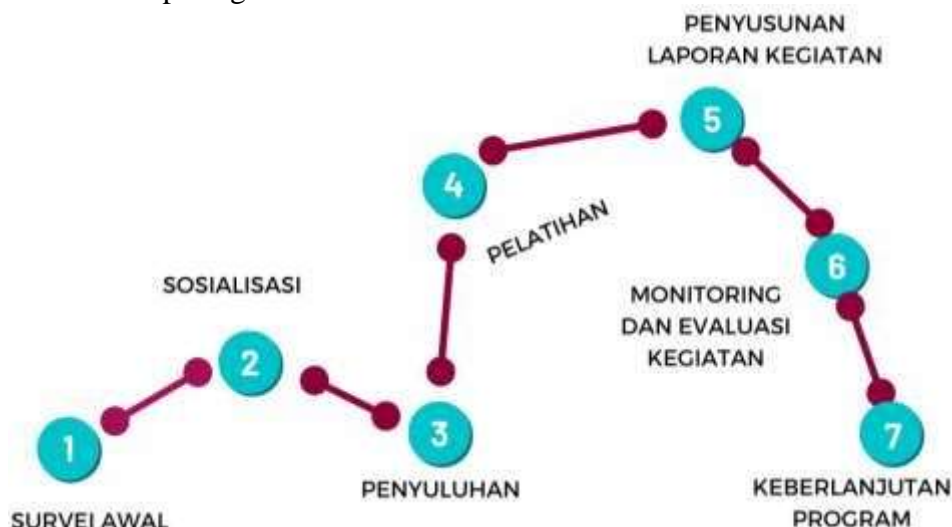 1
SURVEI AWAL
2
SOSIALISASI
3
PENYULUHAN
4
PELATIHAN
5
PENYUSUNAN
LAPORAN KEGIATAN
6
MONITORING
DAN EVALUASI
KEGIATAN
7
KEBERLANJUTAN
PROGRAM